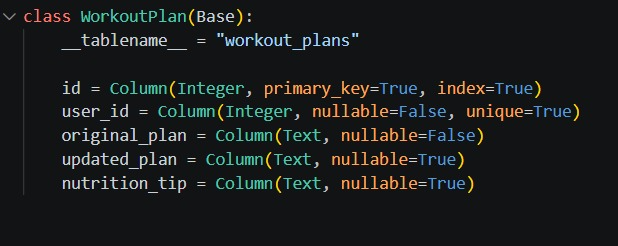 class WorkoutPlan(Base):
__tablename__ = "workout_plans"
id = Column(Integer, primary_key=True, index=True)
user_id = Column(Integer, nullable=False, unique=True)
original_plan = Column(Text, nullable=False)
updated_plan = Column(Text, nullable=True)
nutrition_tip = Column(Text, nullable=True)